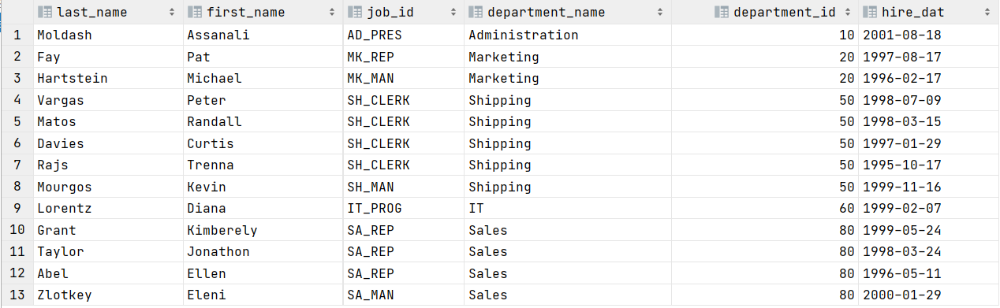 last_name first_name job_id department_name department_id hire_dat
1 Moldash Assanali AD_PRES Administration 10 2001-08-18
2 Fay Pat MK_REP Marketing 20 1997-08-17
3 Hartstein Michael MK_MAN Marketing 20 1996-02-17
4 Vargas Peter SH_CLERK Shipping 50 1998-07-09
5 Matos Randall SH_CLERK Shipping 50 1998-03-15
6 Davies Curtis SH_CLERK Shipping 50 1997-01-29
7 Rajs Trenna SH_CLERK Shipping 50 1995-10-17
8 Mourgos Kevin SH_MAN Shipping 50 1999-11-16
9 Lorentz Diana IT_PROG IT 60 1999-02-07
10 Grant Kimberely SA_REP Sales 80 1999-05-24
11 Taylor Jonathon SA_REP Sales 80 1998-03-24
12 Abel Ellen SA_REP Sales 80 1996-05-11
13 Zlotkey Eleni SA_MAN Sales 80 2000-01-29